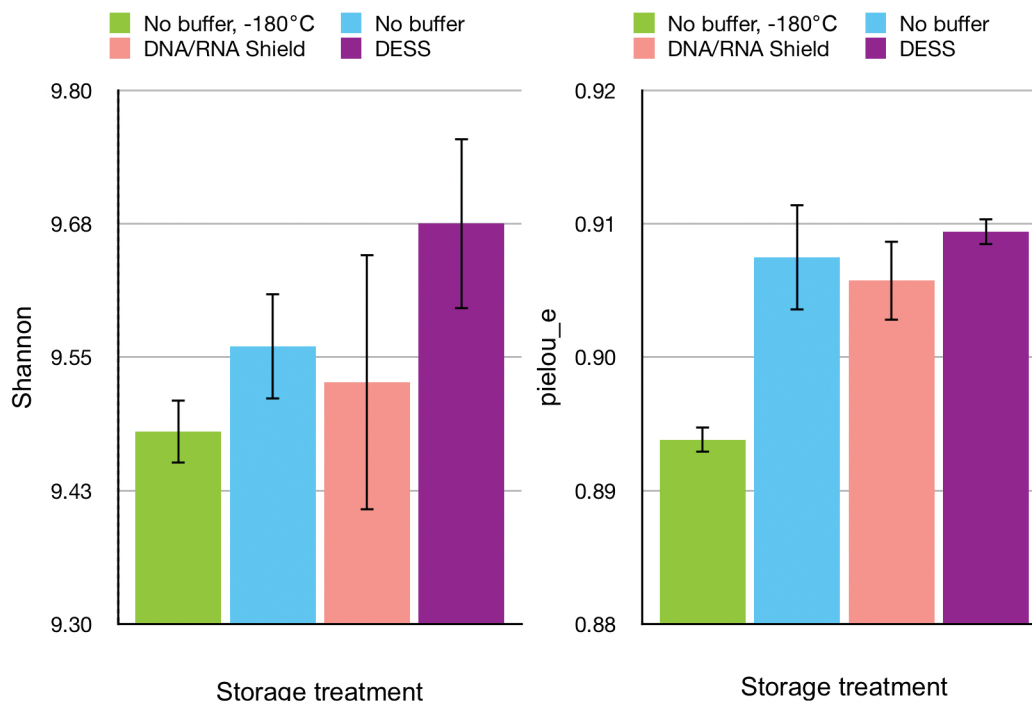 No buffer, -180°C No buffer
DNA/RNA Shield DESS
9.80
9.68
9.55
9.43
9.30
Shannon
Storage treatment
No buffer, -180°C No buffer
DNA/RNA Shield DESS
0.92
0.91
0.90
0.89
0.88
pielou_e
Storage treatment